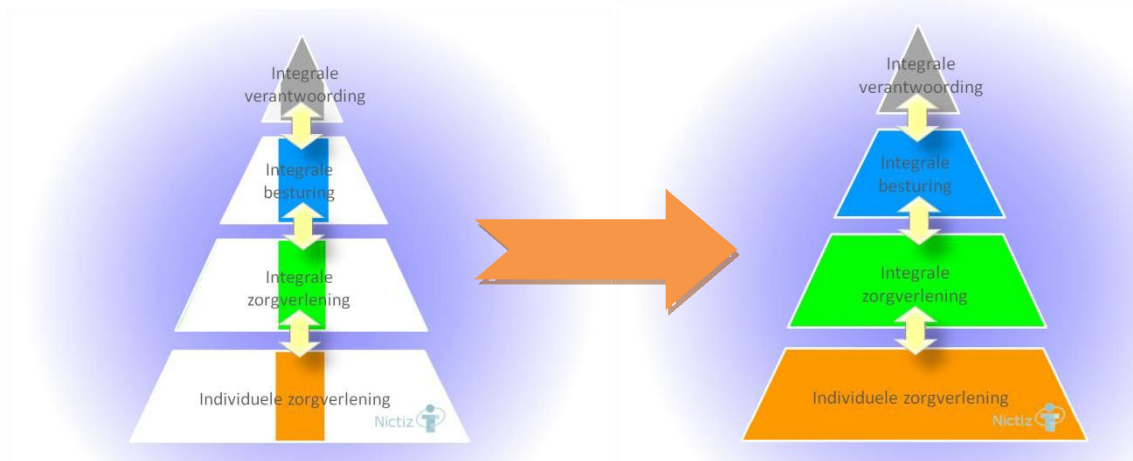 Integrale
verantwoording
Integrale
besturing
Integrale
zorgverlening
Individuele zorgverlening
Nictiz
Integrale
verantwoording
Integrale
besturing
Integrale
zorgverlening
Individuele zorgverlening
Nictiz